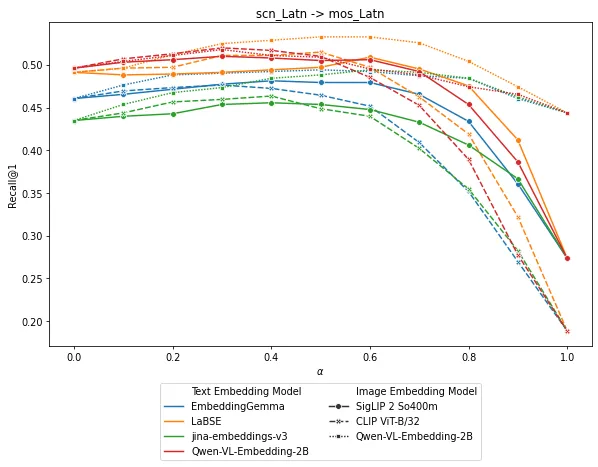 scn_Latn -> mos_Latn
Recall@1
0.50
0.45
0.40
0.35
0.30
0.25
0.20
0.0 0.2 0.4 0.6 0.8 1.0
α
Text Embedding Model
EmbeddingGemma
LaBSE
jina-embeddings-v3
Qwen-VL-Embedding-2B
Image Embedding Model
SigLIP 2 So400m
CLIP ViT-B/32
Qwen-VL-Embedding-2B